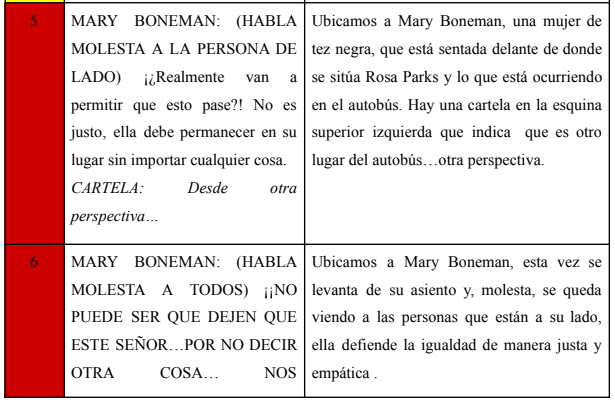 5
MARY BONEMAN: (HABLA
MOLESTA A LA PERSONA DE
LADO) ¡¿Realmente van a
permitir que esto pase?! No es
justo, ella debe permanecer en su
lugar sin importar cualquier cosa.
CARTELA: Desde otra
perspectiva…
Ubicamos a Mary Boneman, una mujer de
tez negra, que está sentada delante de donde
se sitúa Rosa Parks y lo que está ocurriendo
en el autobús. Hay una cartela en la esquina
superior izquierda que indica que es otro
lugar del autobús…otra perspectiva.
6
MARY BONEMAN: (HABLA
MOLESTA A TODOS) ¡¡NO
PUEDE SER QUE DEJEN QUE
ESTE SEÑOR…POR NO DECIR
OTRA COSA… NOS
Ubicamos a Mary Boneman, esta vez se
levanta de su asiento y, molesta, se queda
viendo a las personas que están a su lado,
ella defiende la igualdad de manera justa y
empática .